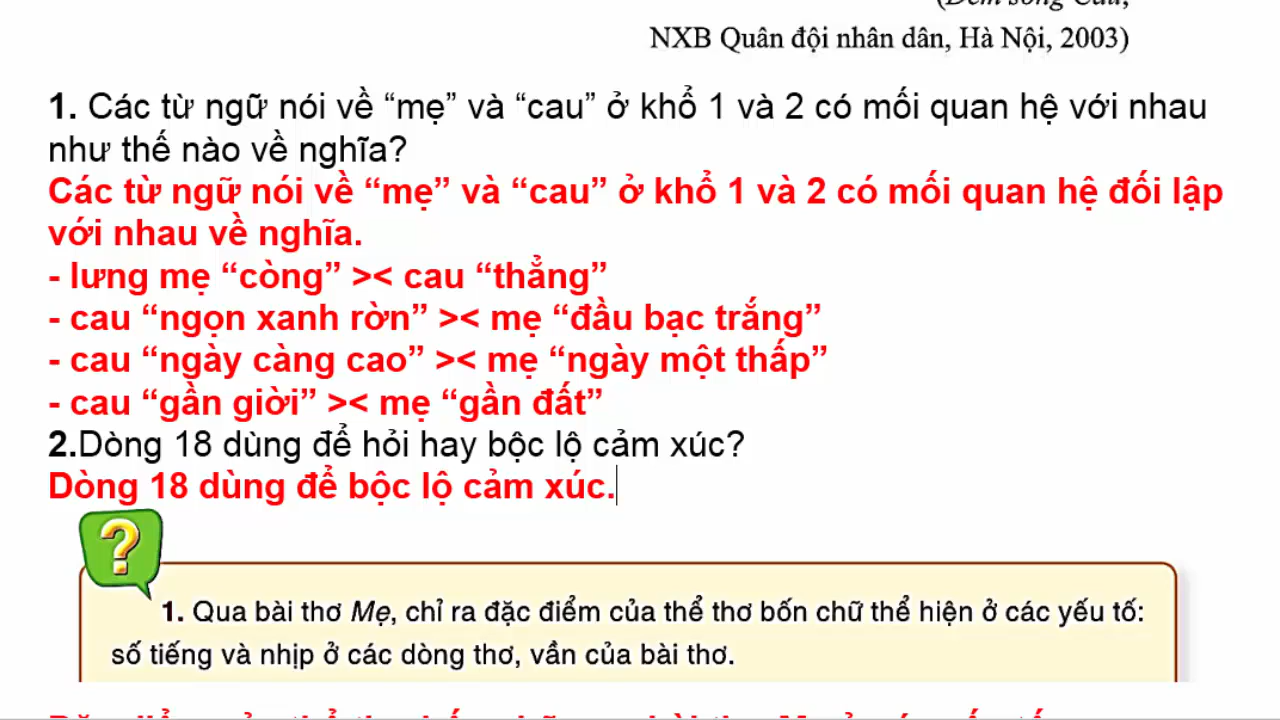 (Đêm sông Cầu,
NXB Quân đội nhân dân, Hà Nội, 2003)
1. Các từ ngữ nói về “mẹ” và “cau” ở khổ 1 và 2 có mối quan hệ với nhau
như thế nào về nghĩa?
Các từ ngữ nói về “mẹ” và “cau” ở khổ 1 và 2 có mối quan hệ đối lập
với nhau về nghĩa.
- lưng mẹ “còng” >< cau “thẳng”
- cau “ngọn xanh rờn” >< mẹ “đầu bạc trắng”
- cau “ngày càng cao” >< mẹ “ngày một thấp”
- cau “gần giời” >< mẹ “gần đất”
2.Dòng 18 dùng để hỏi hay bộc lộ cảm xúc?
Dòng 18 dùng để bộc lộ cảm xúc.
?
1. Qua bài thơ Mẹ, chỉ ra đặc điểm của thể thơ bốn chữ thể hiện ở các yếu tố:
số tiếng và nhịp ở các dòng thơ, vần của bài thơ.